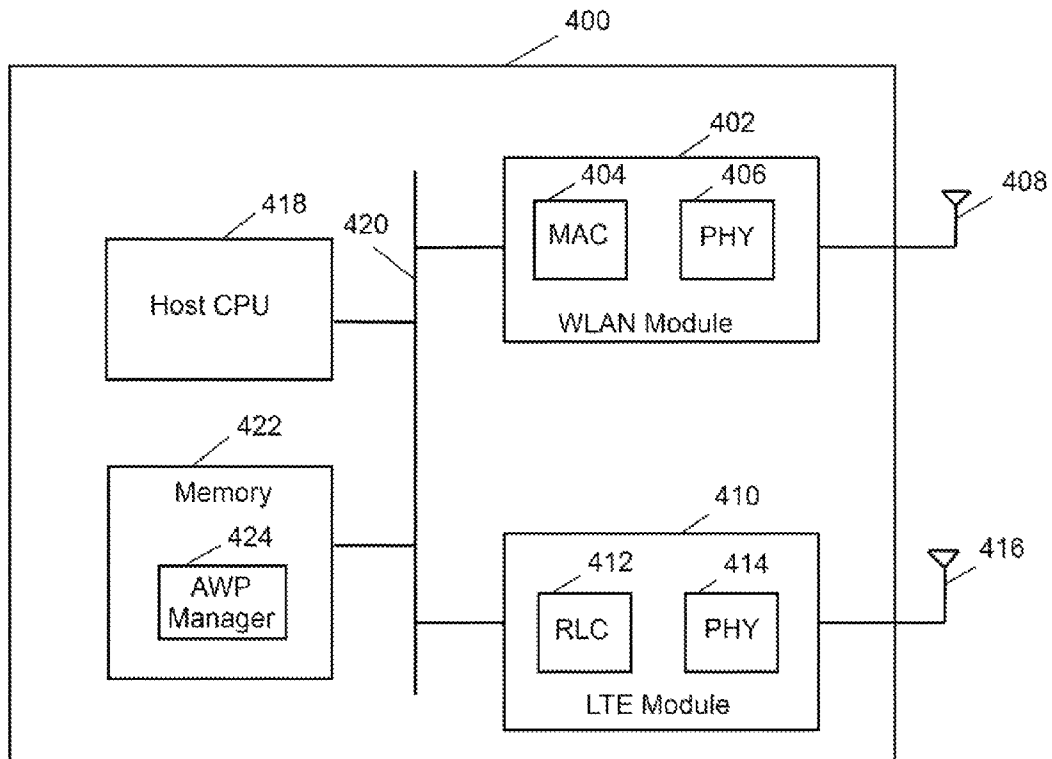 400
402
404
406
408
MAC
PHY
WLAN Module
418
420
Host CPU
422
Memory
424
AWP
Manager
410
412
414
416
RLC
PHY
LTE Module